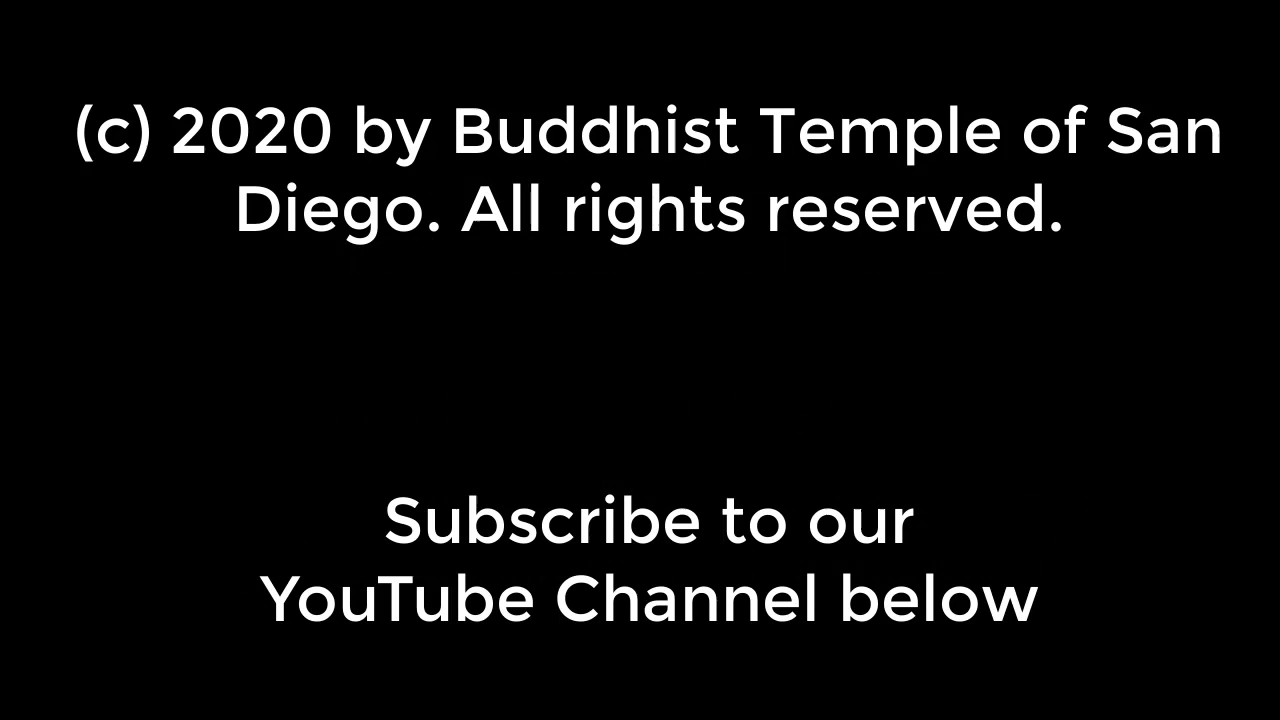 (c) 2020 by Buddhist Temple of San
Diego. All rights reserved.
Subscribe to our
YouTube Channel below